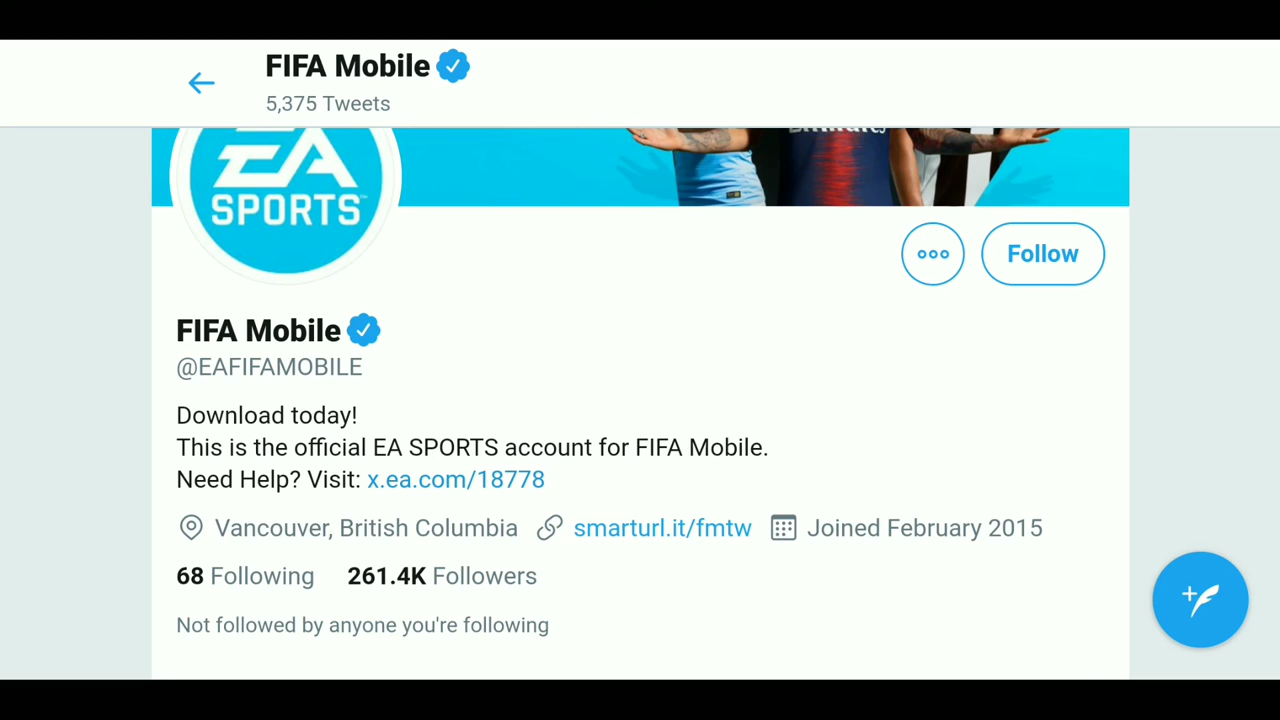 FIFA Mobile
5,375 Tweets
EA
SPORTS
FIFA Mobile
@EAFIFAMOBILE
Follow
Download today!
This is the official EA SPORTS account for FIFA Mobile.
Need Help? Visit: x.ea.com/18778
Vancouver, British Columbia smarturl.it/fmtw Joined February 2015
68 Following 261.4K Followers
Not followed by anyone you're following